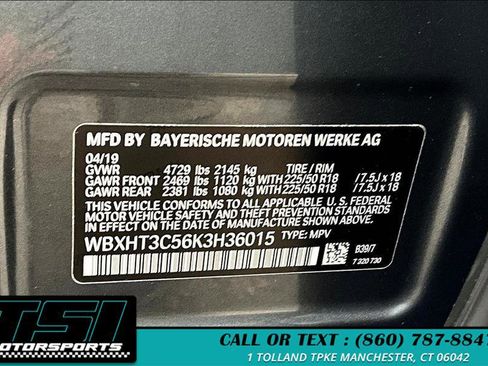 MFD BY BAYERISCHE MOTOREN WERKE AG
04/19
GVWR 4729 lbs 2145 kg TIRE / RIM
GAWR FRONT 2469 lbs 1120 kg WITH 225/50 R18 /7.5J x 18
GAWR REAR 2381 lbs 1080 kg WITH 225/50 R18 /7.5J x 18
THIS VEHICLE CONFORMS TO ALL APPLICABLE U.S. FEDERAL
MOTOR VEHICLE SAFETY, BUMPER, AND THEFT PREVENTION STANDARDS
IN EFFECT ON THE DATE OF MANUFACTURE SHOWN ABOVE.
WBXHT3C56K3H36015 TYPE: MPV
B39/7
7 320 730
TSI
MOTORSPORTS
CALL OR TEXT : (860) 787-884
1 TOLLAND TPKE MANCHESTER, CT 06042